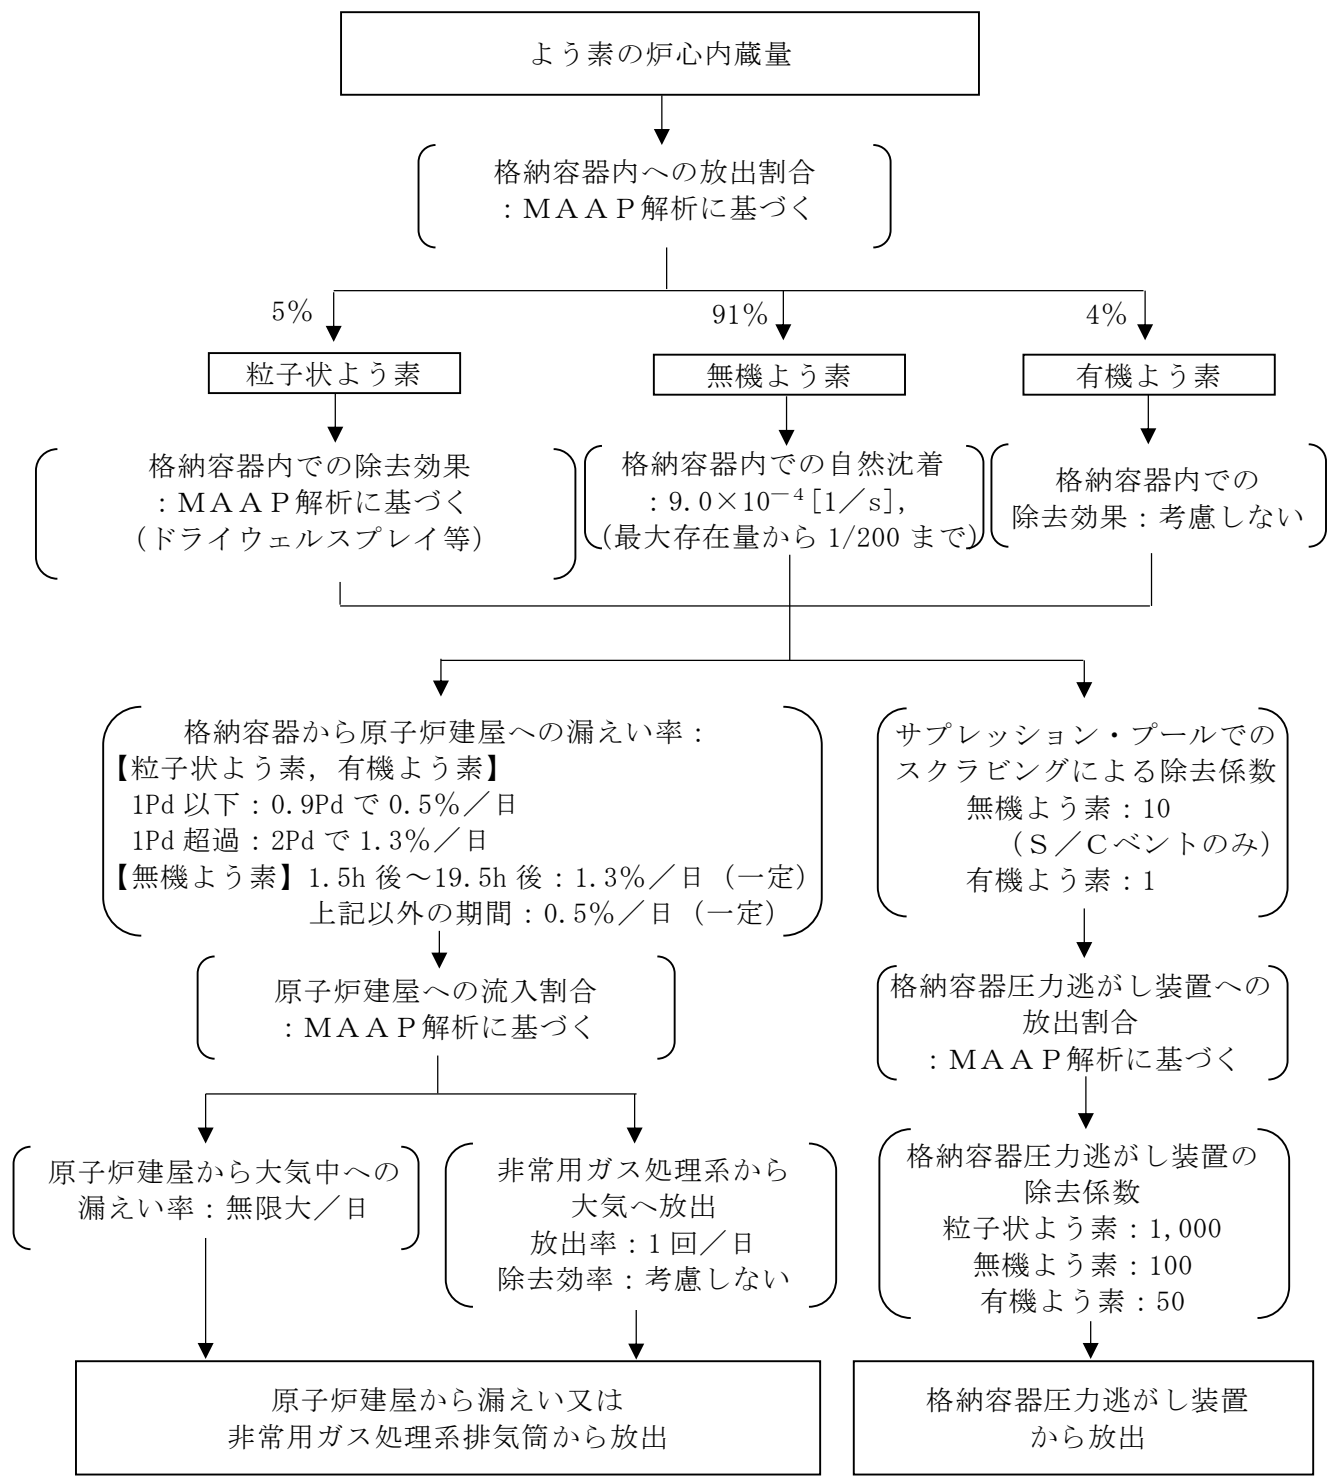 よう素の炉心内蔵量
格納容器内への放出割合
：ＭＡＡＰ解析に基づく
5%
91%
4%
粒子状よう素
無機よう素
有機よう素
格納容器内での除去効果
：ＭＡＡＰ解析に基づく
（ドライウェルスプレイ等）
格納容器内での自然沈着
：9.0×10⁻⁴[1／s]，
（最大存在量から 1/200 まで）
格納容器内での
除去効果：考慮しない
格納容器から原子炉建屋への漏えい率：
【粒子状よう素，有機よう素】
1Pd 以下：0.9Pd で 0.5%／日
1Pd 超過：2Pd で 1.3%／日
【無機よう素】1.5h 後～19.5h 後：1.3%／日（一定）
上記以外の期間：0.5%／日（一定）
サプレッション・プールでの
スクラビングによる除去係数
無機よう素：10
（Ｓ／Ｃベントのみ）
有機よう素：1
原子炉建屋への流入割合
：ＭＡＡＰ解析に基づく
格納容器圧力逃がし装置への
放出割合
：ＭＡＡＰ解析に基づく
原子炉建屋から大気中への
漏えい率：無限大／日
非常用ガス処理系から
大気へ放出
放出率：1 回／日
除去効率：考慮しない
格納容器圧力逃がし装置の
除去係数
粒子状よう素：1,000
無機よう素：100
有機よう素：50
原子炉建屋から漏えい又は
非常用ガス処理系排気筒から放出
格納容器圧力逃がし装置
から放出